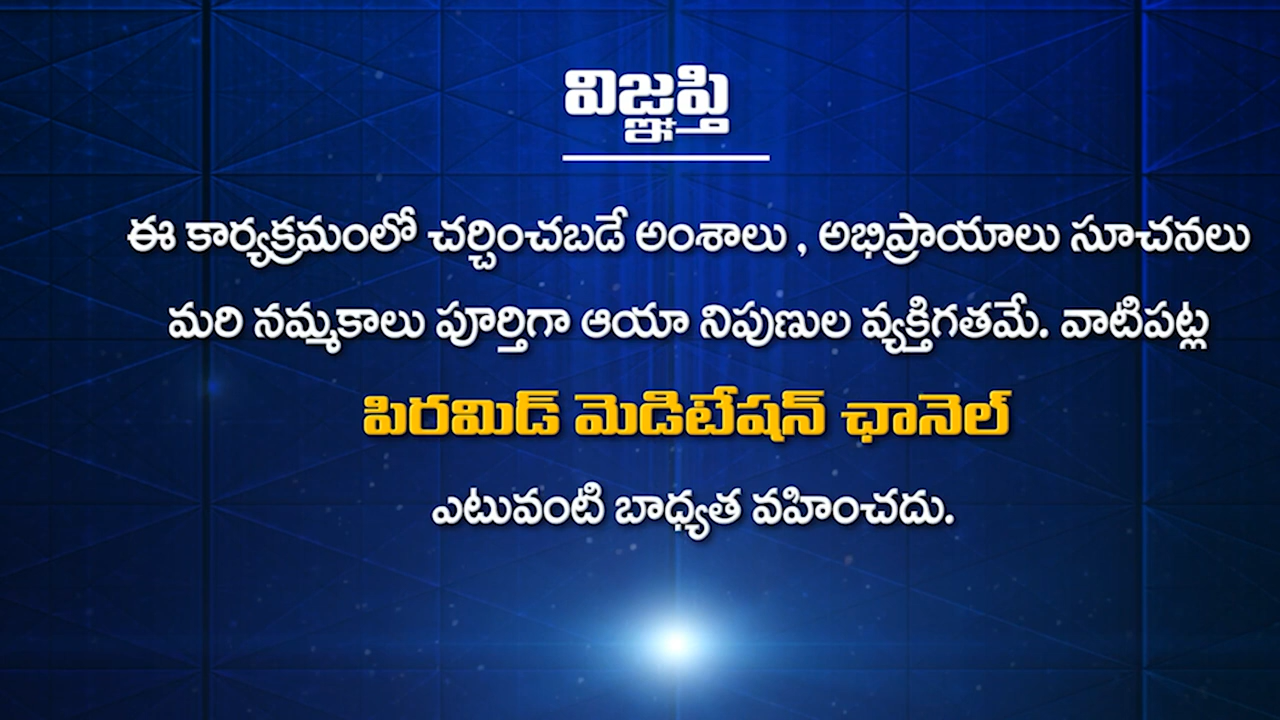 విజ్ఞప్తి
ఈ కార్యక్రమంలో చర్చించబడే అంశాలు , అభిప్రాయాలు సూచనలు
మరి నమ్మకాలు పూర్తిగా ఆయా నిపుణుల వ్యక్తిగతమే. వాటిపట్ల
పిరమిడ్ మెడిటేషన్ ఛానెల్
ఎటువంటి బాధ్యత వహించదు.